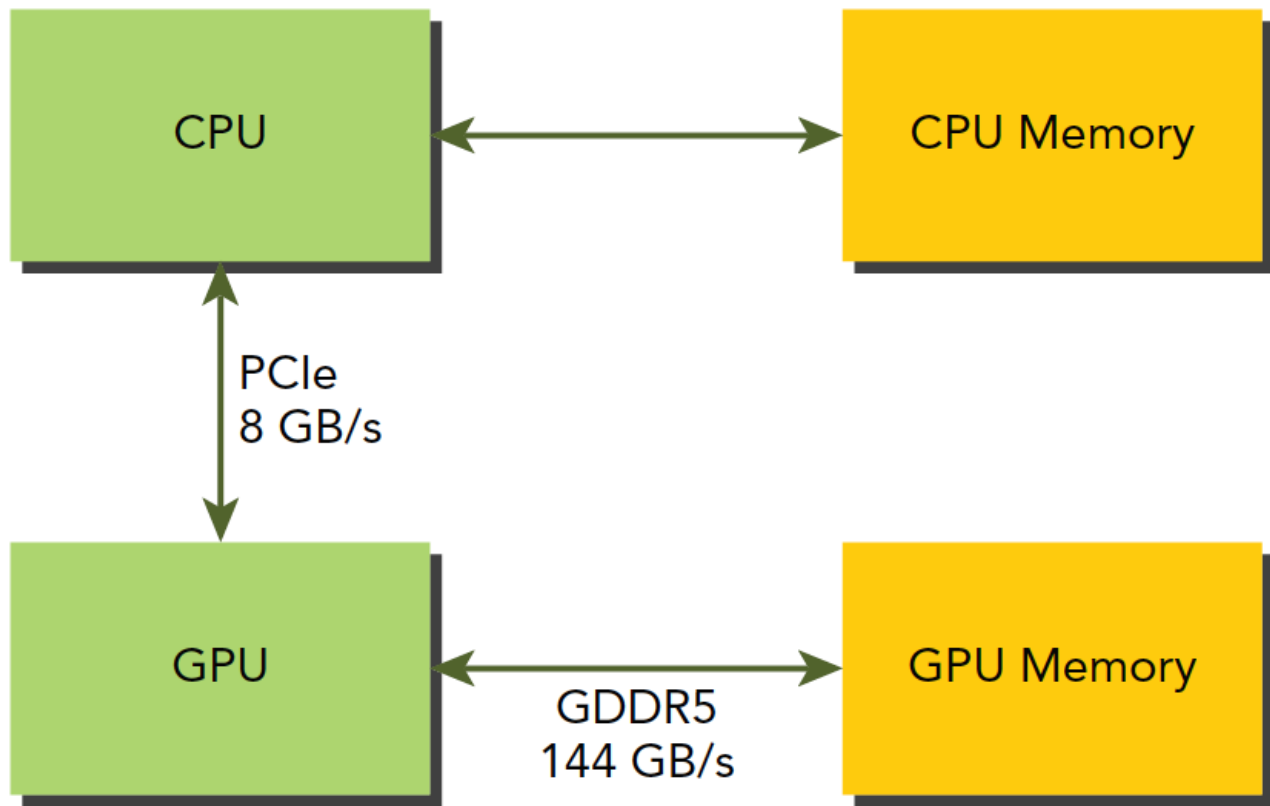 CPU
CPU Memory
PCIe
8 GB/s
GPU
GPU Memory
GDDR5
144 GB/s